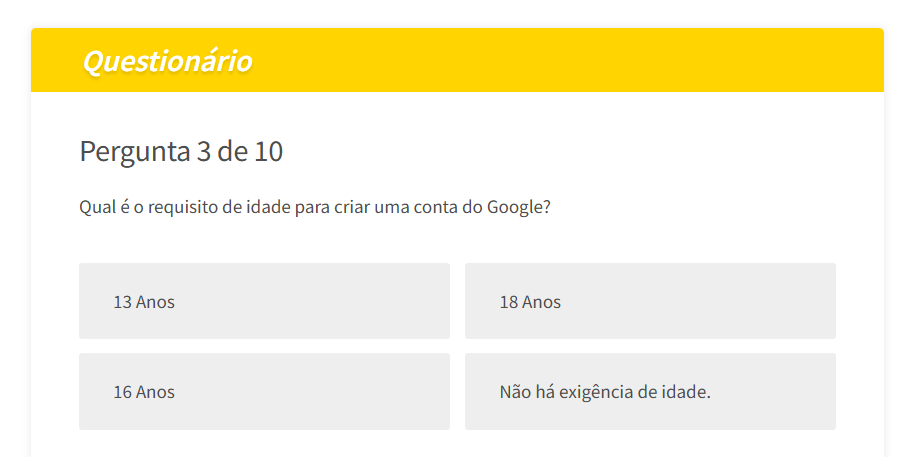 Questionário
Pergunta 3 de 10
Qual é o requisito de idade para criar uma conta do Google?
13 Anos
18 Anos
16 Anos
Não há exigência de idade.